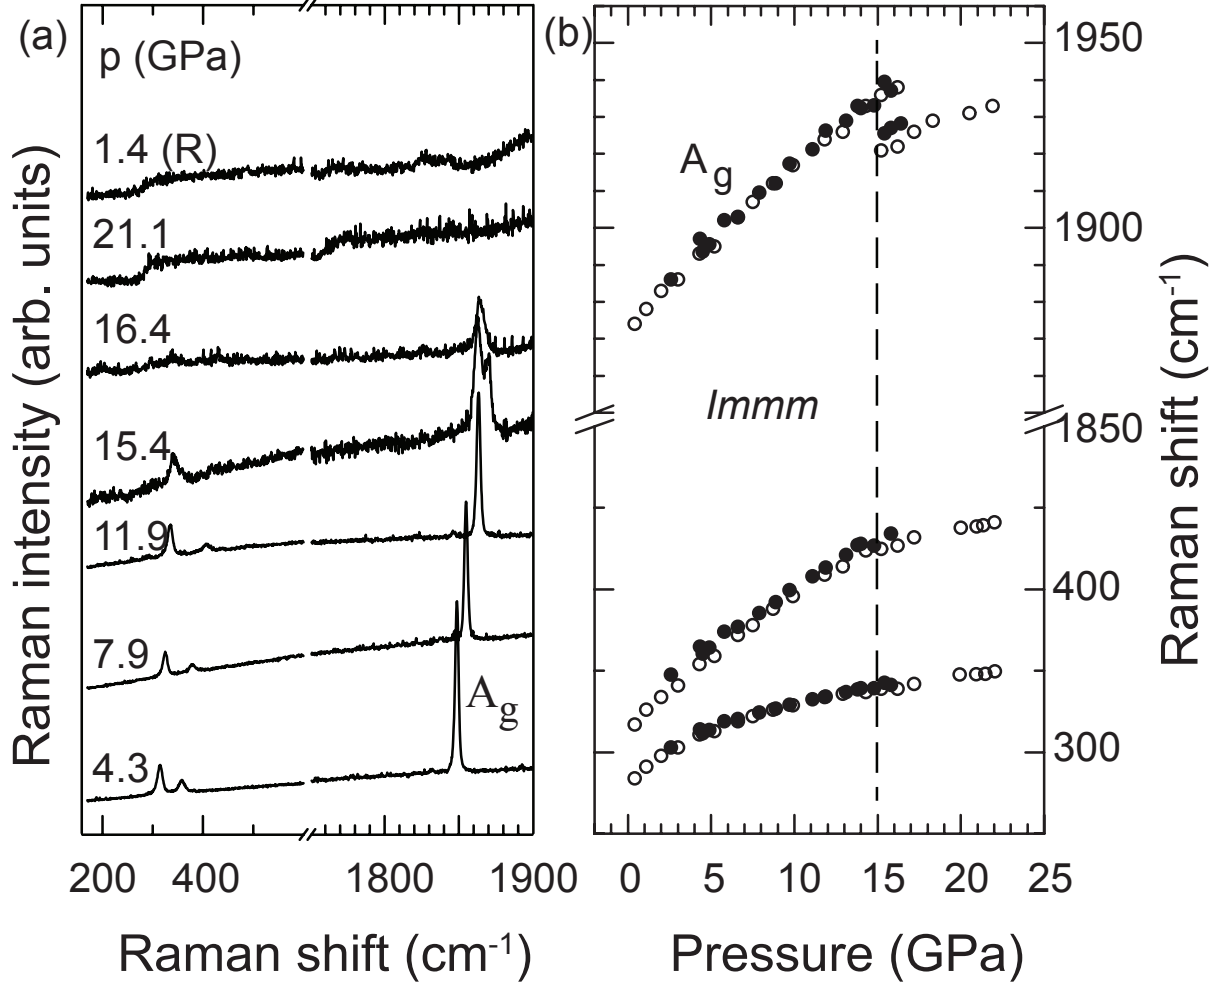 (a)
p (GPa)
1.4 (R)
21.1
16.4
15.4
11.9
7.9
4.3
Ag
Raman intensity (arb. units)
200 400 1800 1900
Raman shift (cm-1)
(b)
Ag
Immm
1950
1900
1850
400
300
Raman shift (cm-1)
0 5 10 15 20 25
Pressure (GPa)